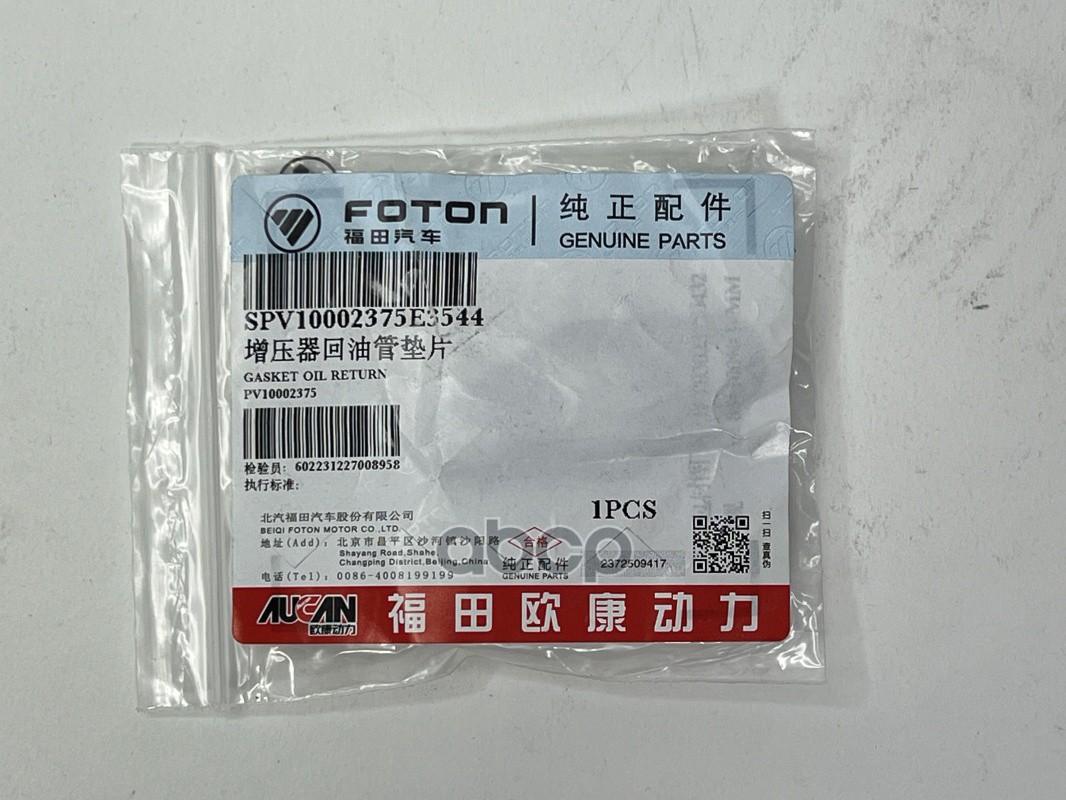 FOTON
福田汽车
纯正配件
GENUINE PARTS
SPV10002375E3544
增压器回油管垫片
GASKET OIL RETURN
PV10002375
检验员: 602231227008958
执行标准:
1PCS
北汽福田汽车股份有限公司
BEIQI FOTON MOTOR CO.,LTD.
地址(Add): 北京市昌平区沙河镇沙阳路
Shayang Road,Shahe,
Changping District,Beijing,China
电话(Tel): 0086-4008199199
合格
纯正配件
GENUINE PARTS
2372509417
扫一扫 查真伪
abcp
AUCAN
欧康动力
福田欧康动力